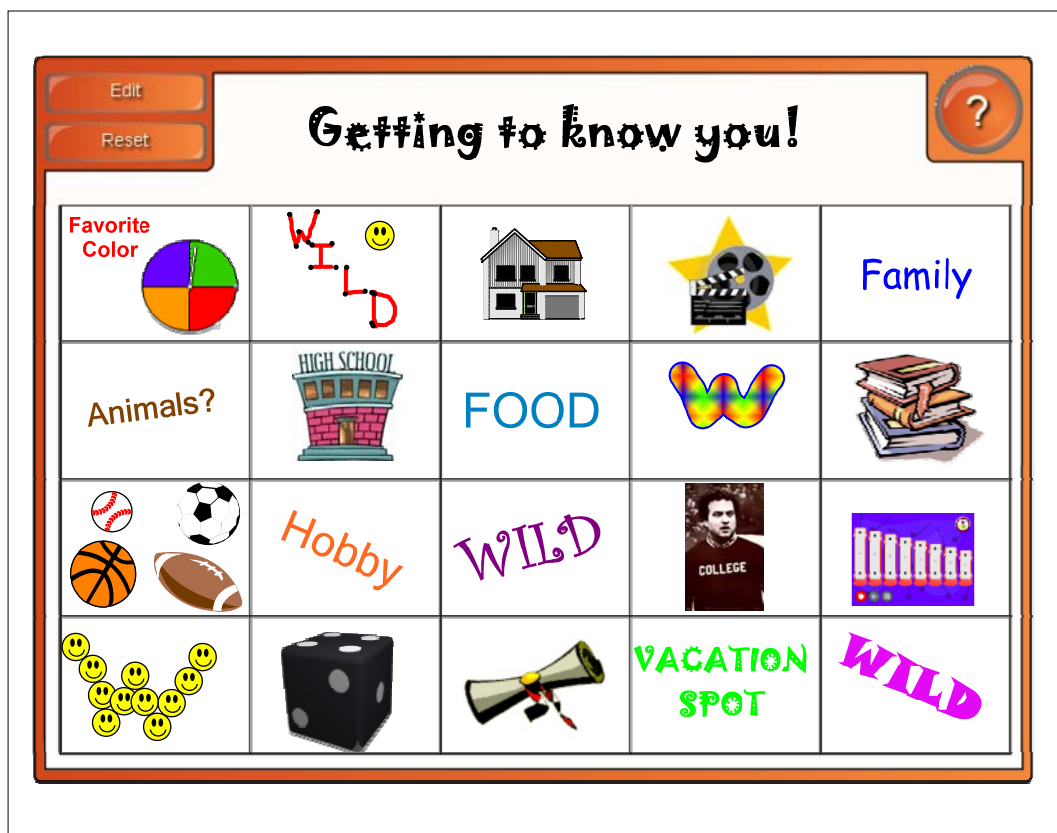 Edit
Reset
Getting to know you!
?
Favorite
Color
WILD
Family
Animals?
HIGH SCHOOL
FOOD
W
Hobby
WILD
COLLEGE
W
VACATION
SPOT
WILD